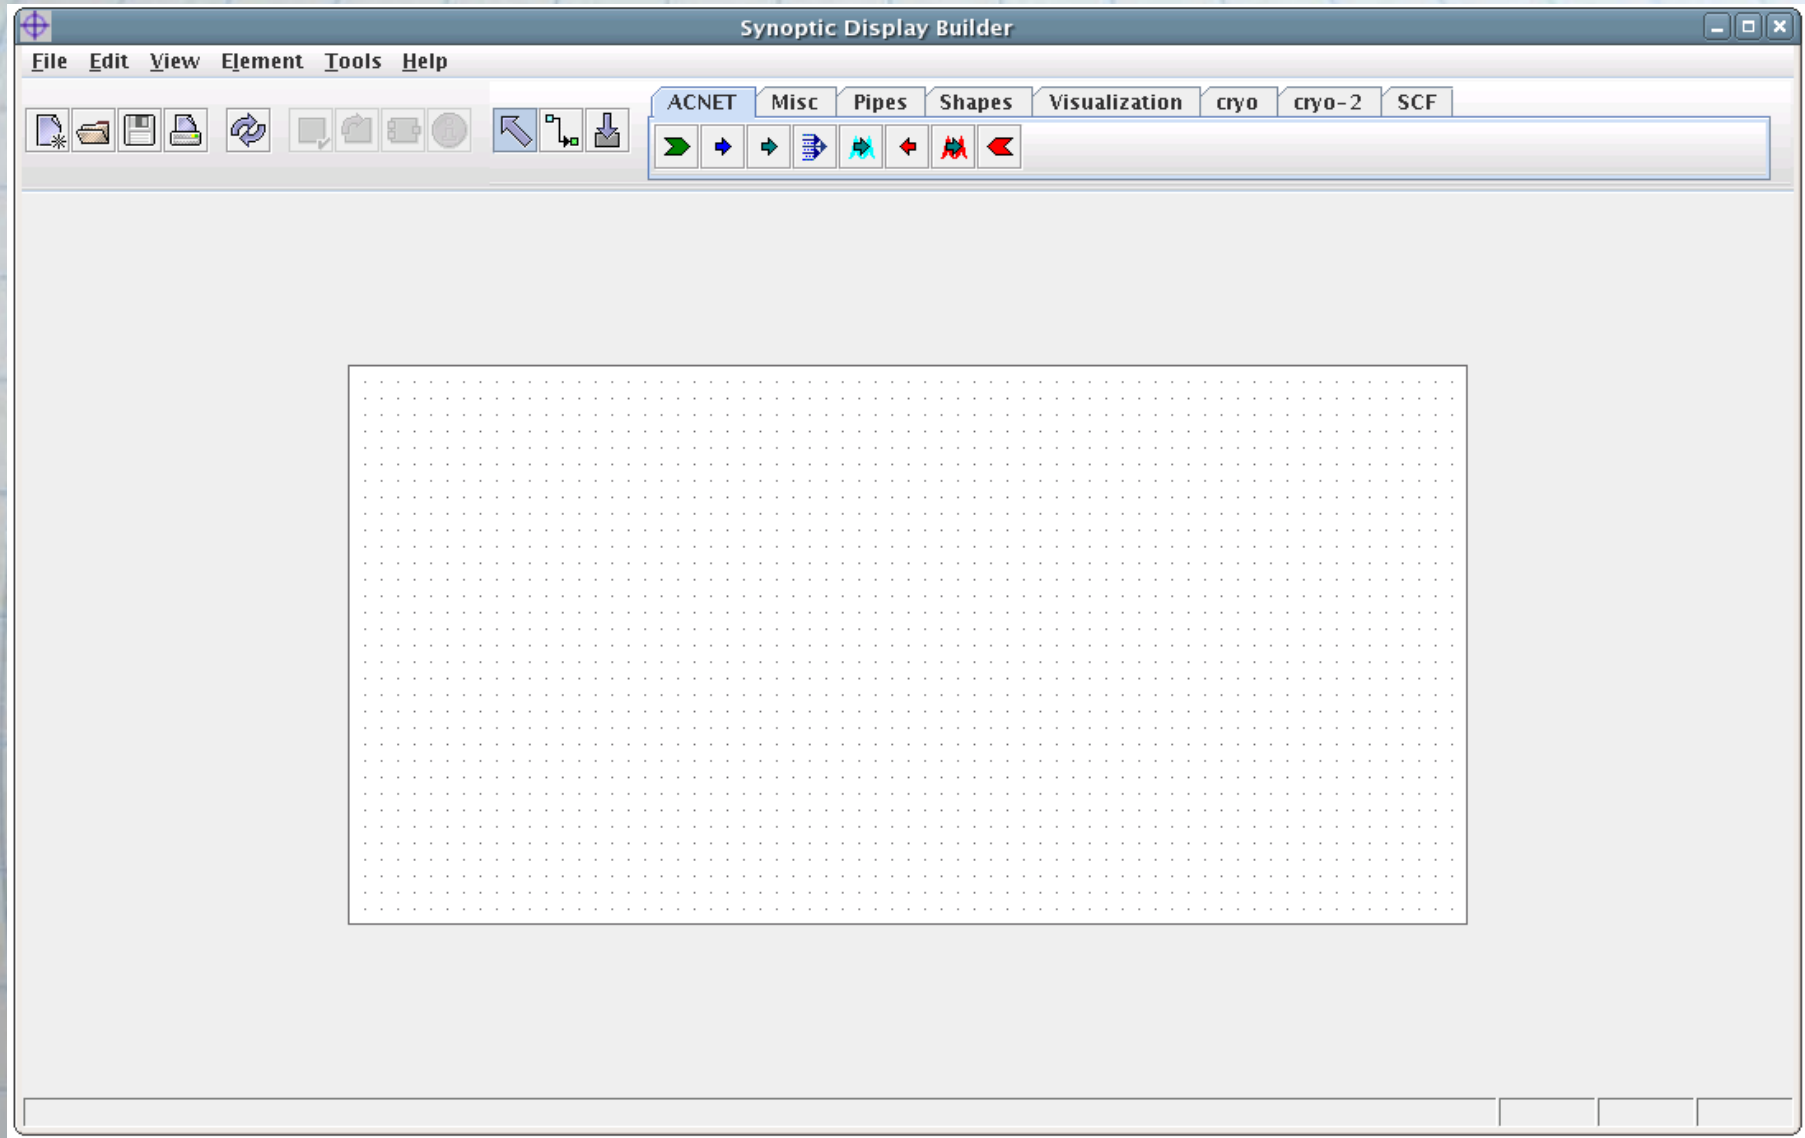 Synoptic Display Builder
File Edit View Element Tools Help
ACNET Misc Pipes Shapes Visualization cryo cryo-2 SCF